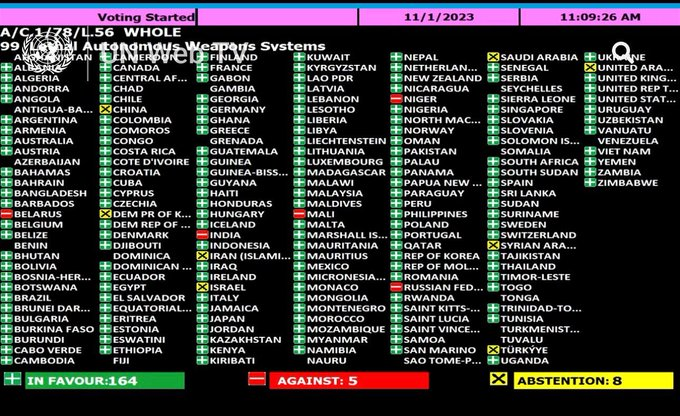 Voting Started
11/1/2023
11:09:26 AM
A/C.1/78/L.56 WHOLE
99 Lethal Autonomous Weapons Systems
UN Web TV
AFGHANISTAN
ALBANIA
ALGERIA
ANDORRA
ANGOLA
ANTIGUA-BA...
ARGENTINA
ARMENIA
AUSTRALIA
AUSTRIA
AZERBAIJAN
BAHAMAS
BAHRAIN
BANGLADESH
BARBADOS
BELARUS
BELGIUM
BELIZE
BENIN
BHUTAN
BOLIVIA
BOSNA-HER...
BOTSWANA
BRAZIL
BRUNEI DAR...
BULGARIA
BURKINA FASO
BURUNDI
CABO VERDE
CAMBODIA
CANADA
CENTRAL AF...
CHAD
CHILE
CHINA
COLOMBIA
COMOROS
CONGO
COSTA RICA
COTE D'IVOIRE
CROATIA
CUBA
CYPRUS
CZECHIA
DEM PR OF K...
DEM REP OF ...
DENMARK
DJIBOUTI
DOMINICA
DOMINICAN ...
ECUADOR
EGYPT
EL SALVADOR
EQUATORIAL...
ERITREA
ESTONIA
ESWATINI
ETHIOPIA
FIJI
FRANCE
GABON
GAMBIA
GEORGIA
GERMANY
GHANA
GREECE
GRENADA
GUATEMALA
GUINEA
GUINEA-BISS...
GUYANA
HAITI
HONDURAS
HUNGARY
ICELAND
INDIA
INDONESIA
IRAN (ISLAMI...
IRAQ
IRELAND
ISRAEL
ITALY
JAMAICA
JAPAN
JORDAN
KAZAKHSTAN
KENYA
KIRIBATI
KUWAIT
KYRGYZSTAN
LAO PDR
LATVIA
LEBANON
LESOTHO
LIBERIA
LIBYA
LIECHTENSTEIN
LITHUANIA
LUXEMBOURG
MADAGASCAR
MALAWI
MALAYSIA
MALDIVES
MALI
MALTA
MARSHALL IS...
MAURITANIA
MAURITIUS
MEXICO
MICRONESIA...
MONACO
MONGOLIA
MONTENEGRO
MOROCCO
MOZAMBIQUE
MYANMAR
NAMIBIA
NAURU
NEPAL
NETHERLAN...
NEW ZEALAND
NICARAGUA
NIGER
NIGERIA
NORTH MAC...
NORWAY
OMAN
PAKISTAN
PALAU
PANAMA
PAPUA NEW ...
PARAGUAY
PERU
PHILIPPINES
POLAND
PORTUGAL
QATAR
REP OF KOREA
REP OF MOL...
ROMANIA
RUSSIAN FED...
RWANDA
SAINT KITTS-...
SAINT LUCIA
SAINT VINCE...
SAMOA
SAN MARINO
SAO TOME-P...
SAUDI ARABIA
SENEGAL
SERBIA
SEYCHELLES
SIERRA LEONE
SINGAPORE
SLOVAKIA
SLOVENIA
SOLOMON IS...
SOMALIA
SOUTH AFRICA
SOUTH SUDAN
SPAIN
SRI LANKA
SUDAN
SURINAME
SWEDEN
SWITZERLAND
SYRIAN ARA...
TAJIKISTAN
THAILAND
TIMOR-LESTE
TOGO
TONGA
TRINIDAD-TO...
TUNISIA
TURKMENIST...
TUVALU
TÜRKİYE
UGANDA
UKRAINE
UNITED ARA...
UNITED KING...
UNITED REP T...
UNITED STAT...
URUGUAY
UZBEKISTAN
VANUATU
VENEZUELA
VIET NAM
YEMEN
ZAMBIA
ZIMBABWE
IN FAVOUR:164
AGAINST: 5
ABSTENTION: 8